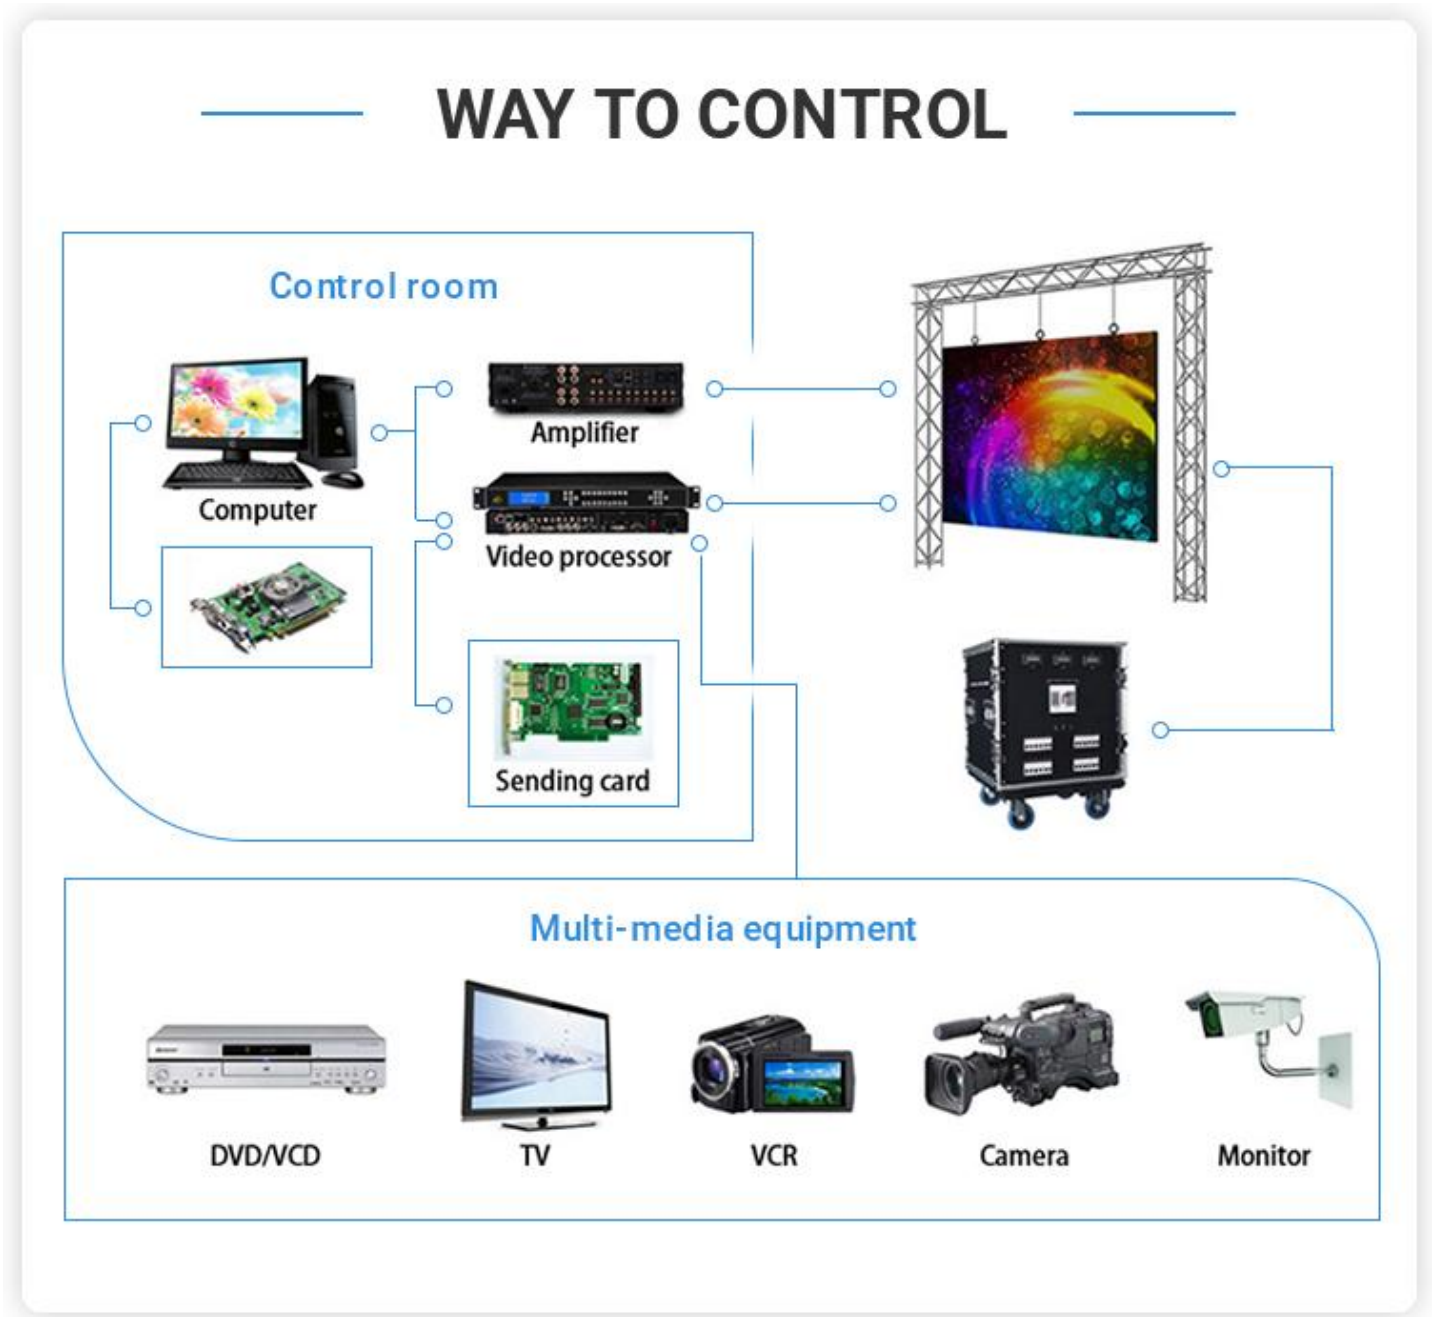 WAY TO CONTROL
Control room
Amplifier
Computer
Video processor
Sending card
Multi-media equipment
DVD/VCD
TV
VCR
Camera
Monitor